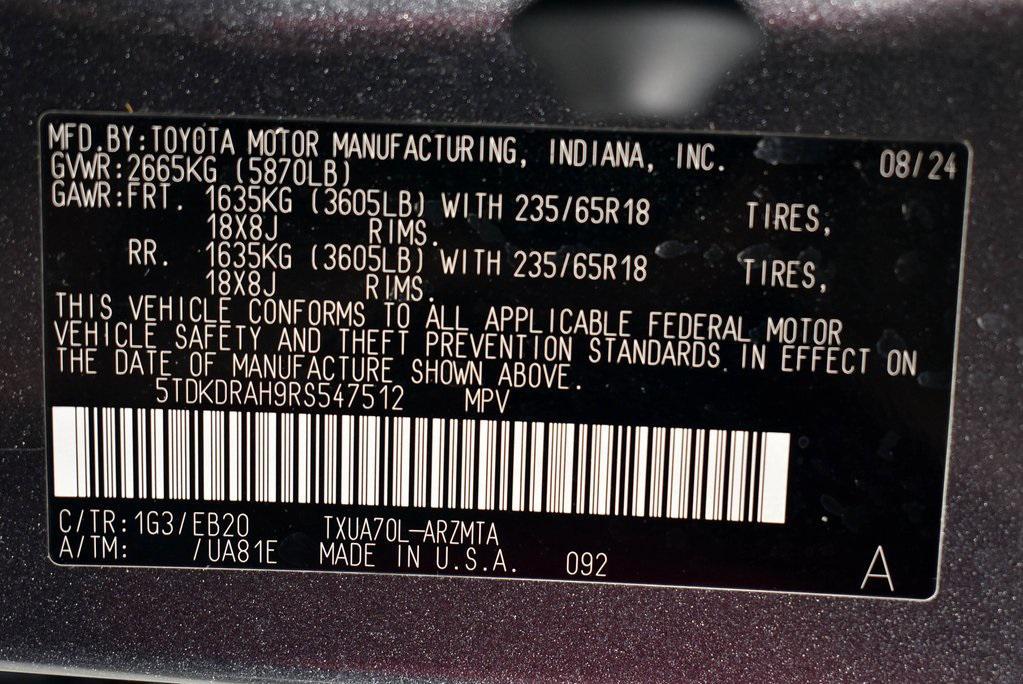 MFD.BY:TOYOTA MOTOR MANUFACTURING, INDIANA, INC. 08/24
GVWR:2665KG (5870LB)
GAWR:FRT. 1635KG (3605LB) WITH 235/65R18 TIRES,
18X8J RIMS.
RR. 1635KG (3605LB) WITH 235/65R18 TIRES,
18X8J RIMS.
THIS VEHICLE CONFORMS TO ALL APPLICABLE FEDERAL MOTOR
VEHICLE SAFETY AND THEFT PREVENTION STANDARDS IN EFFECT ON
THE DATE OF MANUFACTURE SHOWN ABOVE.
5TDKDRAH9RS547512 MPV
C/TR:1G3/EB20 TXUA70L-ARZMTA
A/TM: /UA81E MADE IN U.S.A. 092 A